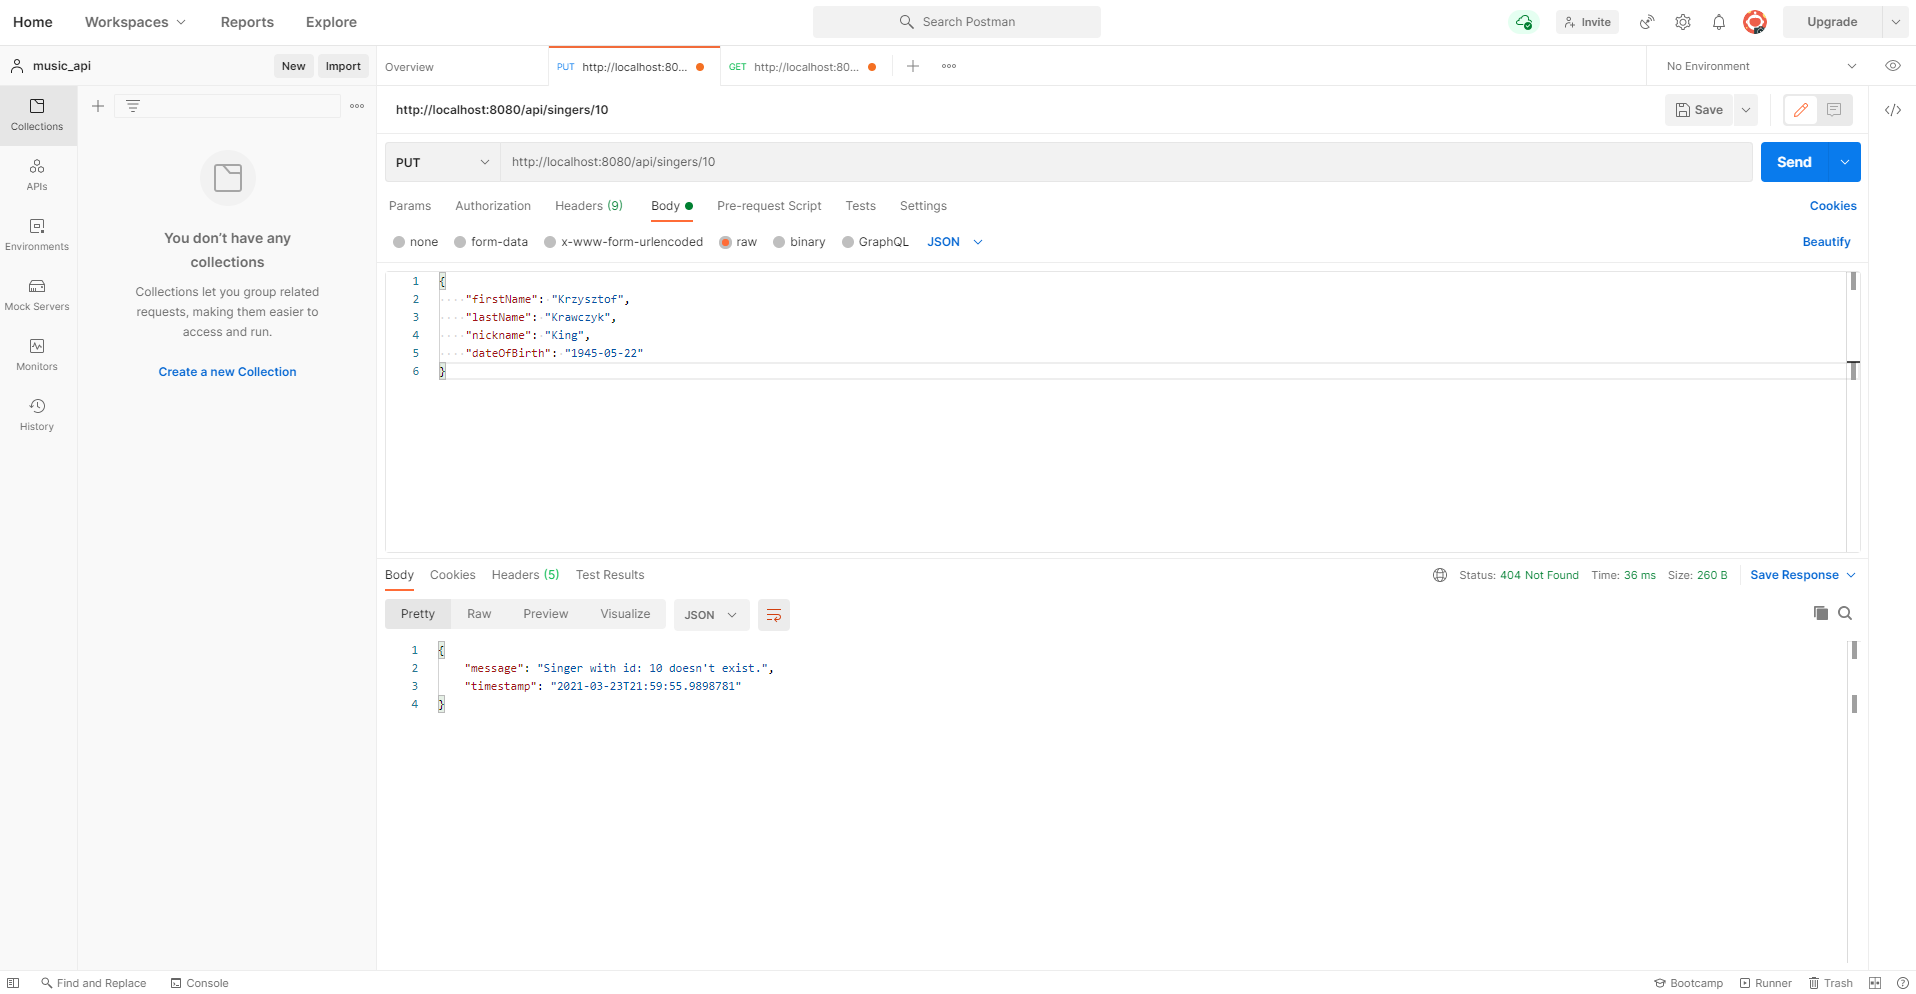 Home Workspaces Reports Explore Search Postman Invite Upgrade
music_api New Import Overview PUT http://localhost:80... GET http://localhost:80... No Environment
Collections
http://localhost:8080/api/singers/10 Save
PUT http://localhost:8080/api/singers/10 Send
APIs
Params Authorization Headers (9) Body Pre-request Script Tests Settings Cookies
Environments
none form-data x-www-form-urlencoded raw binary GraphQL JSON Beautify
You don't have any
collections
Collections let you group related
requests, making them easier to
access and run.
Create a new Collection
Mock Servers
Monitors
History
1 {
2 "firstName": "Krzysztof",
3 "lastName": "Krawczyk",
4 "nickname": "King",
5 "dateOfBirth": "1945-05-22"
6 }
Body Cookies Headers (5) Test Results Status: 404 Not Found Time: 36 ms Size: 260 B Save Response
Pretty Raw Preview Visualize JSON
1 {
2 "message": "Singer with id: 10 doesn't exist.",
3 "timestamp": "2021-03-23T21:59:55.9898781"
4 }
Find and Replace Console Bootcamp Runner Trash